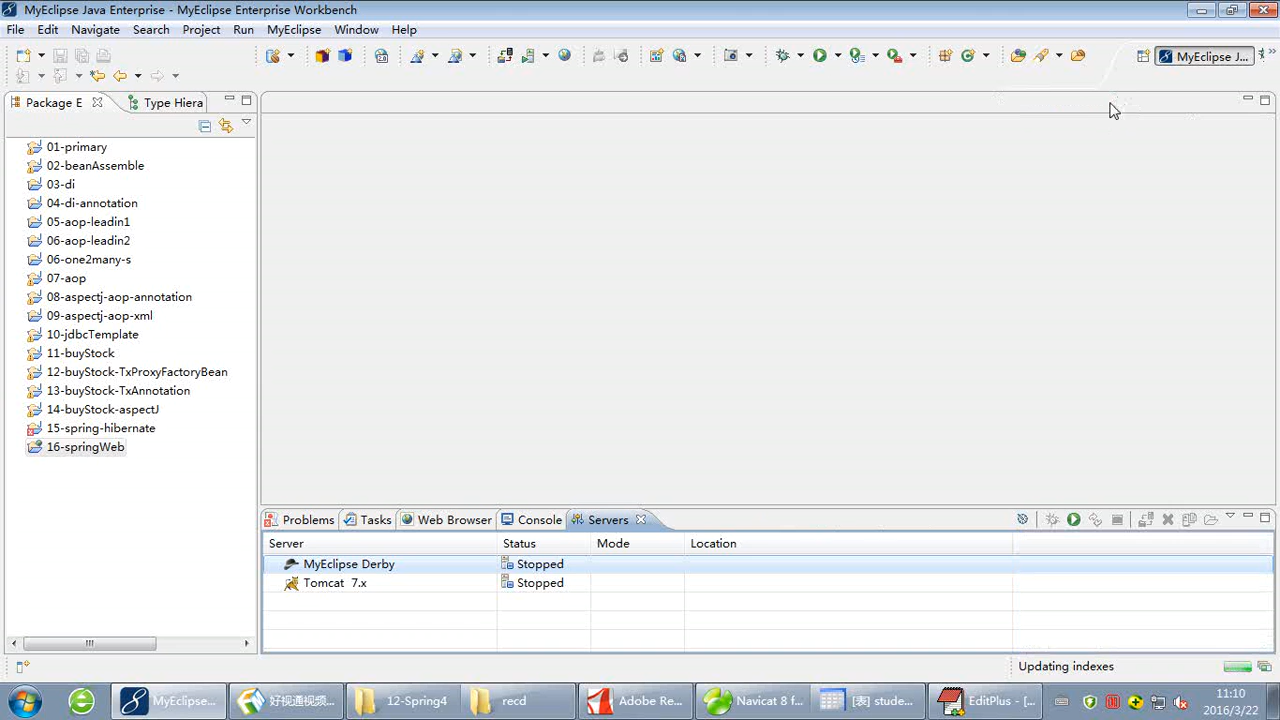 MyEclipse Java Enterprise - MyEclipse Enterprise Workbench
File Edit Navigate Search Project Run MyEclipse Window Help
MyEclipse J...
Package E
Type Hiera
01-primary
02-beanAssemble
03-di
04-di-annotation
05-aop-leadin1
06-aop-leadin2
06-one2many-s
07-aop
08-aspectj-aop-annotation
09-aspectj-aop-xml
10-jdbcTemplate
11-buyStock
12-buyStock-TxProxyFactoryBean
13-buyStock-TxAnnotation
14-buyStock-aspectJ
15-spring-hibernate
16-springWeb
Problems Tasks Web Browser Console Servers
Server Status Mode Location
MyEclipse Derby Stopped
Tomcat 7.x Stopped
Updating indexes
MyEclipse... 好视通视频... 12-Spring4 recd Adobe Re... Navicat 8 f... [表] stude... EditPlus - [...
11:10
2016/3/22